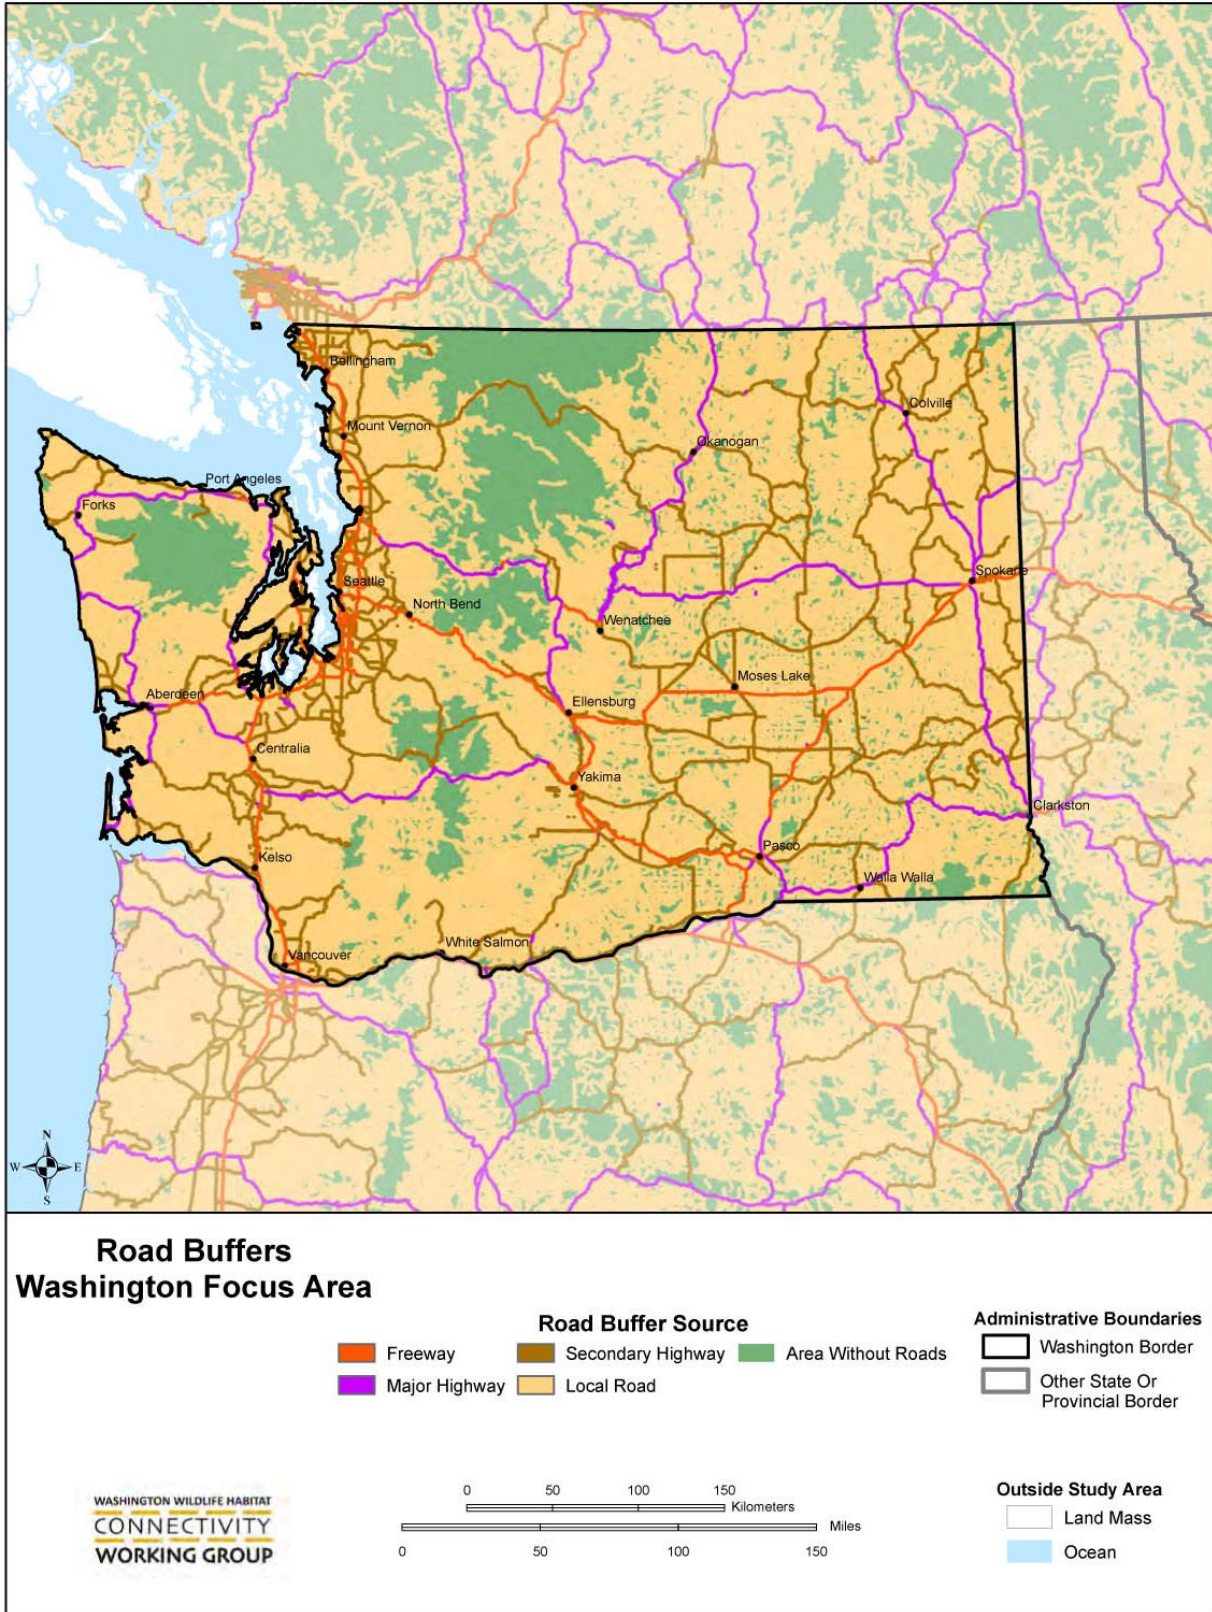 Bellingham
Mount Vernon
Colville
Okanogan
Port Angeles
Forks
Seattle
Spokane
North Bend
Wenatchee
Moses Lake
Aberdeen
Ellensburg
Centralia
Yakima
Clarkston
Pasco
Kelso
Walla Walla
White Salmon
Vancouver
N
W E
S
Road Buffers
Washington Focus Area
Road Buffer Source
Freeway
Secondary Highway
Area Without Roads
Major Highway
Local Road
Administrative Boundaries
Washington Border
Other State Or
Provincial Border
WASHINGTON WILDLIFE HABITAT
CONNECTIVITY
WORKING GROUP
0 50 100 150
Kilometers
Miles
0 50 100 150
Outside Study Area
Land Mass
Ocean